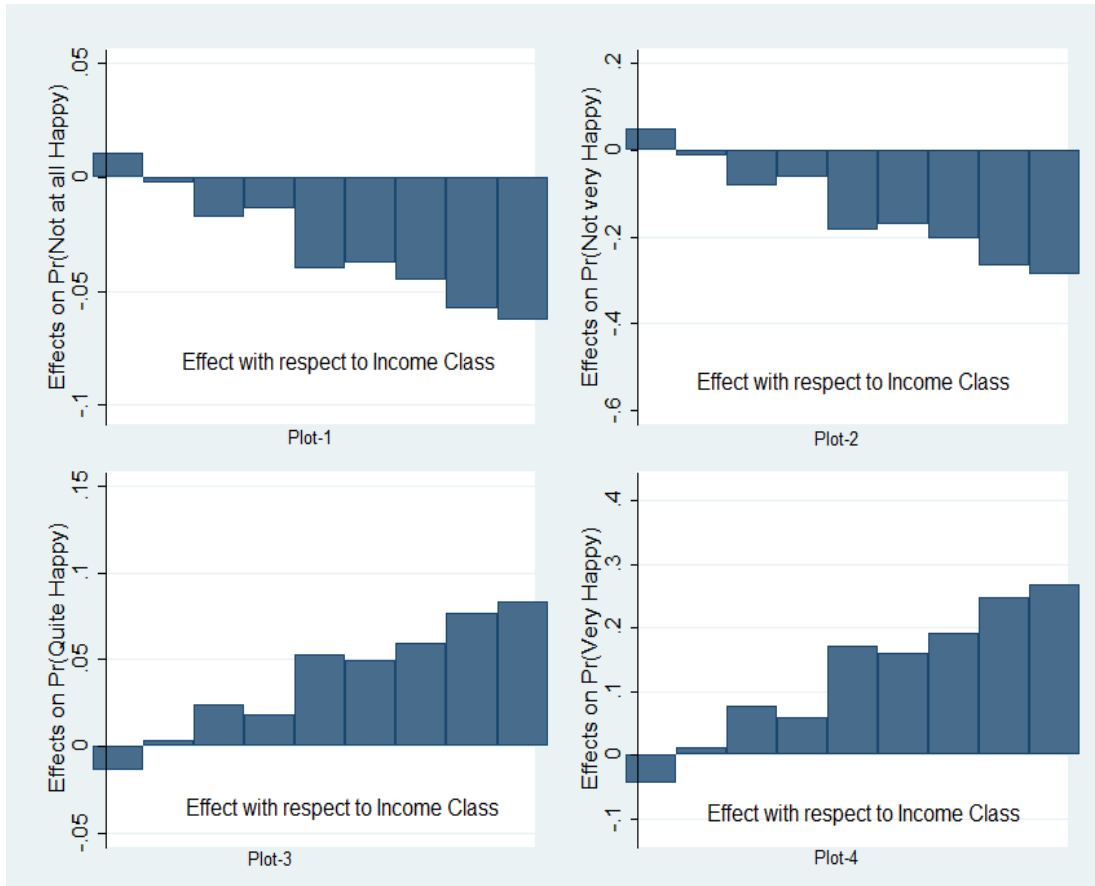 Effects on Pr(Not at all Happy)
.05
0
-.05
-.1
Effect with respect to Income Class
Plot-1
Effects on Pr(Not very Happy)
.2
0
-.2
-.4
-.6
Effect with respect to Income Class
Plot-2
Effects on Pr(Quite Happy)
.15
.1
.05
0
-.05
Effect with respect to Income Class
Plot-3
Effects on Pr(Very Happy)
.4
.3
.2
.1
0
-.1
Effect with respect to Income Class
Plot-4